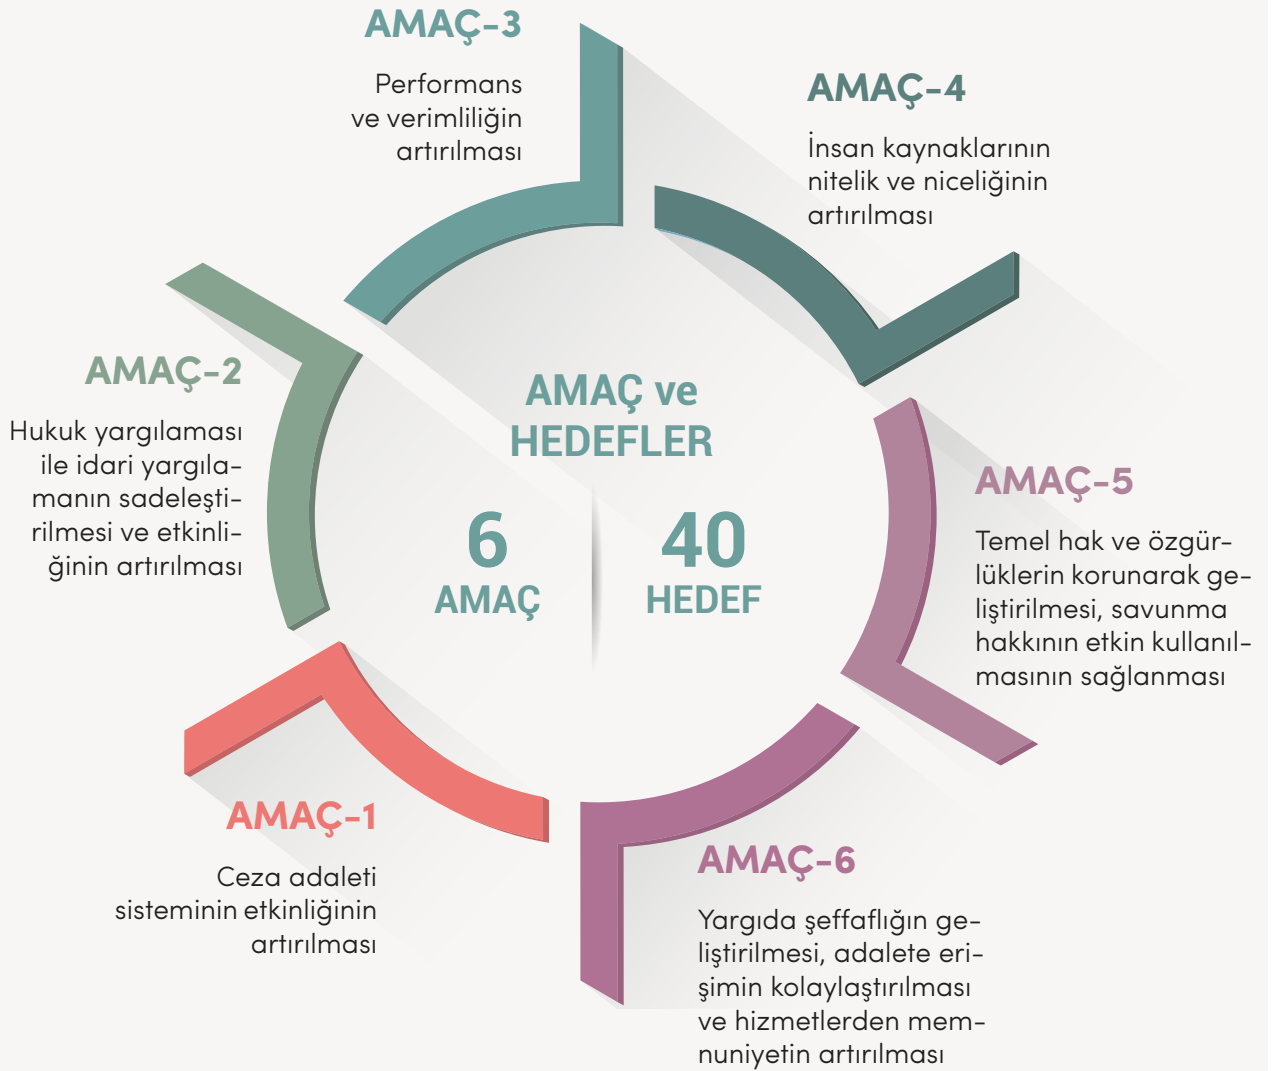 AMAÇ-3
Performans
ve verimliliğin
artırılması
AMAÇ-4
İnsan kaynaklarının
nitelik ve niceliğinin
artırılması
AMAÇ-2
Hukuk yargılaması
ile idari yargıla-
manın sadeleşti-
rilmesi ve etkinli-
ğinin artırılması
AMAÇ ve
HEDEFLER
6
AMAÇ
40
HEDEF
AMAÇ-5
Temel hak ve özgür-
lüklerin korunarak ge-
liştirilmesi, savunma
hakkının etkin kullanıl-
masının sağlanması
AMAÇ-1
Ceza adaleti
sisteminin etkinliğinin
artırılması
AMAÇ-6
Yargıda şeffaflığın ge-
liştirilmesi, adalete eri-
şimin kolaylaştırılması
ve hizmetlerden mem-
nuniyetin artırılması